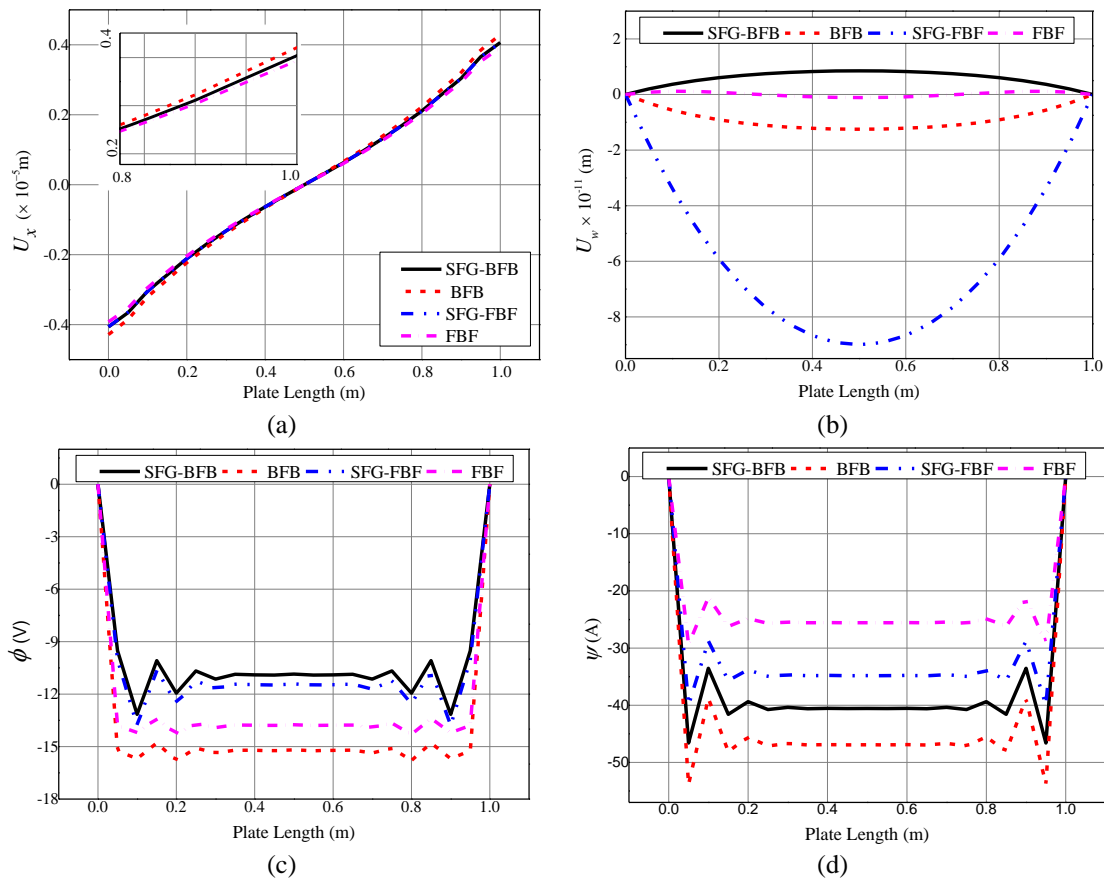 0.4
0.2
0.0
-0.2
-0.4
0.4
0.2
0.8 1.0
U_x (× 10⁻⁵m)
SFG-BFB
BFB
SFG-FBF
FBF
0.0 0.2 0.4 0.6 0.8 1.0
Plate Length (m)
(a)
SFG-BFB BFB SFG-FBF FBF
2
0
-2
-4
-6
-8
U_w × 10⁻¹¹ (m)
0.0 0.2 0.4 0.6 0.8 1.0
Plate Length (m)
(b)
SFG-BFB BFB SFG-FBF FBF
0
-3
-6
-9
-12
-15
-18
ϕ (V)
0.0 0.2 0.4 0.6 0.8 1.0
Plate Length (m)
(c)
SFG-BFB BFB SFG-FBF FBF
0
-10
-20
-30
-40
-50
ψ (A)
0.0 0.2 0.4 0.6 0.8 1.0
Plate Length (m)
(d)